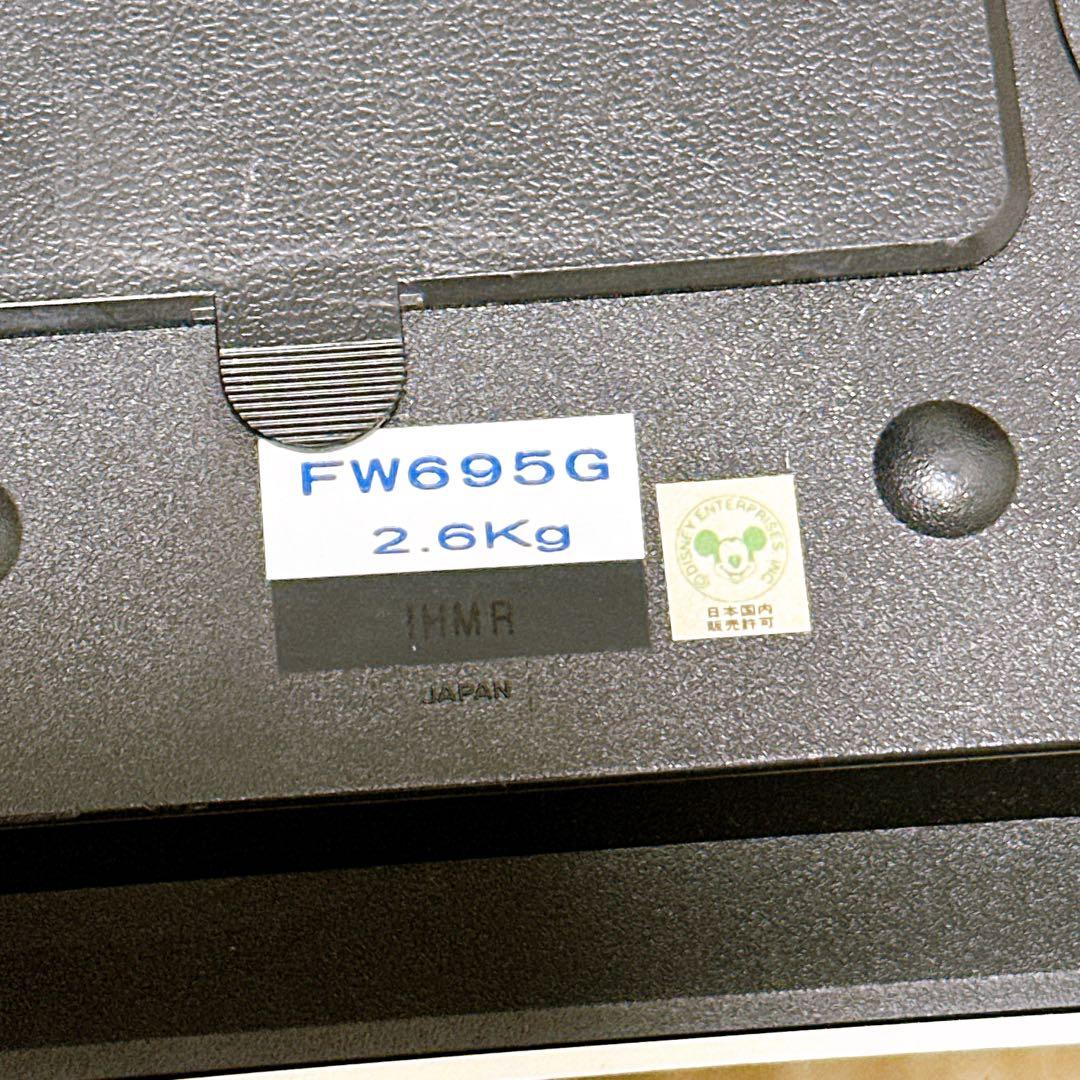 FW695G
2.6Kg
IHMR
JAPAN
©DISNEY ENTERPRISES, INC
日本国内
販売許可